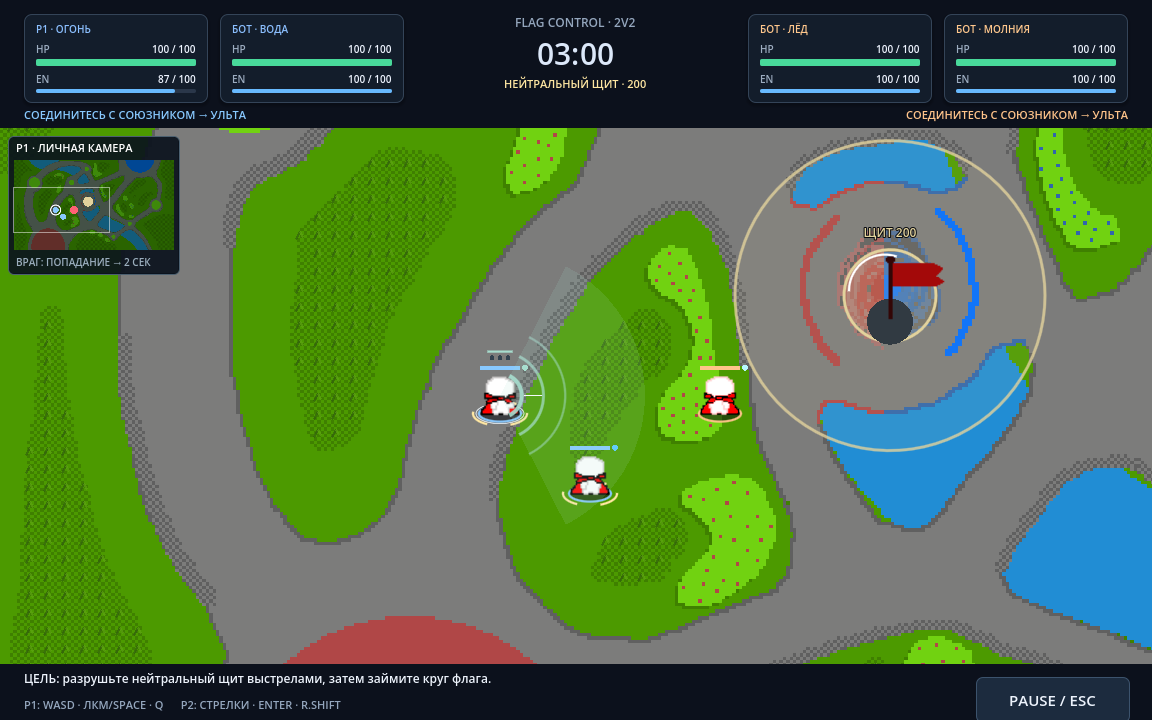 P1 · ОГОНЬ
HP 100 / 100
EN 87 / 100
БОТ · ВОДА
HP 100 / 100
EN 100 / 100
FLAG CONTROL · 2V2
03:00
НЕЙТРАЛЬНЫЙ ЩИТ · 200
БОТ · ЛЁД
HP 100 / 100
EN 100 / 100
БОТ · МОЛНИЯ
HP 100 / 100
EN 100 / 100
СОЕДИНИТЕСЬ С СОЮЗНИКОМ → УЛЬТА
СОЕДИНИТЕСЬ С СОЮЗНИКОМ → УЛЬТА
P1 · ЛИЧНАЯ КАМЕРА
ВРАГ: ПОПАДАНИЕ → 2 СЕК
ЩИТ 200
ЦЕЛЬ: разрушьте нейтральный щит выстрелами, затем займите круг флага.
P1: WASD · ЛКМ/SPACE · Q P2: СТРЕЛКИ · ENTER · R.SHIFT
PAUSE / ESC